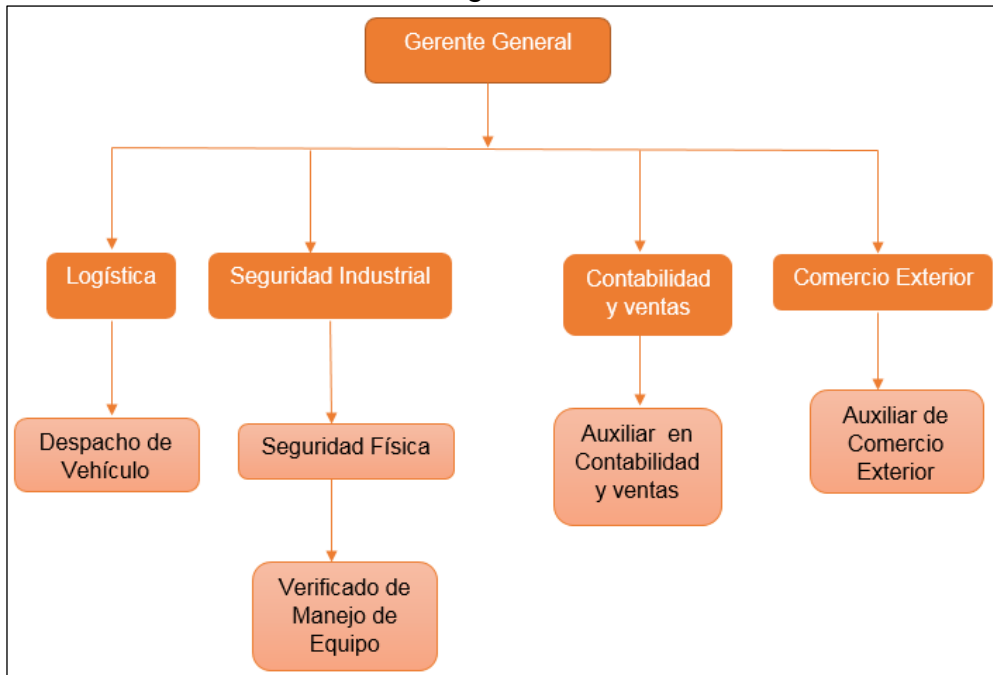 Gerente General
Logística
Seguridad Industrial
Contabilidad
y ventas
Comercio Exterior
Despacho de
Vehículo
Seguridad Física
Auxiliar en
Contabilidad
y ventas
Auxiliar de
Comercio
Exterior
Verificado de
Manejo de
Equipo